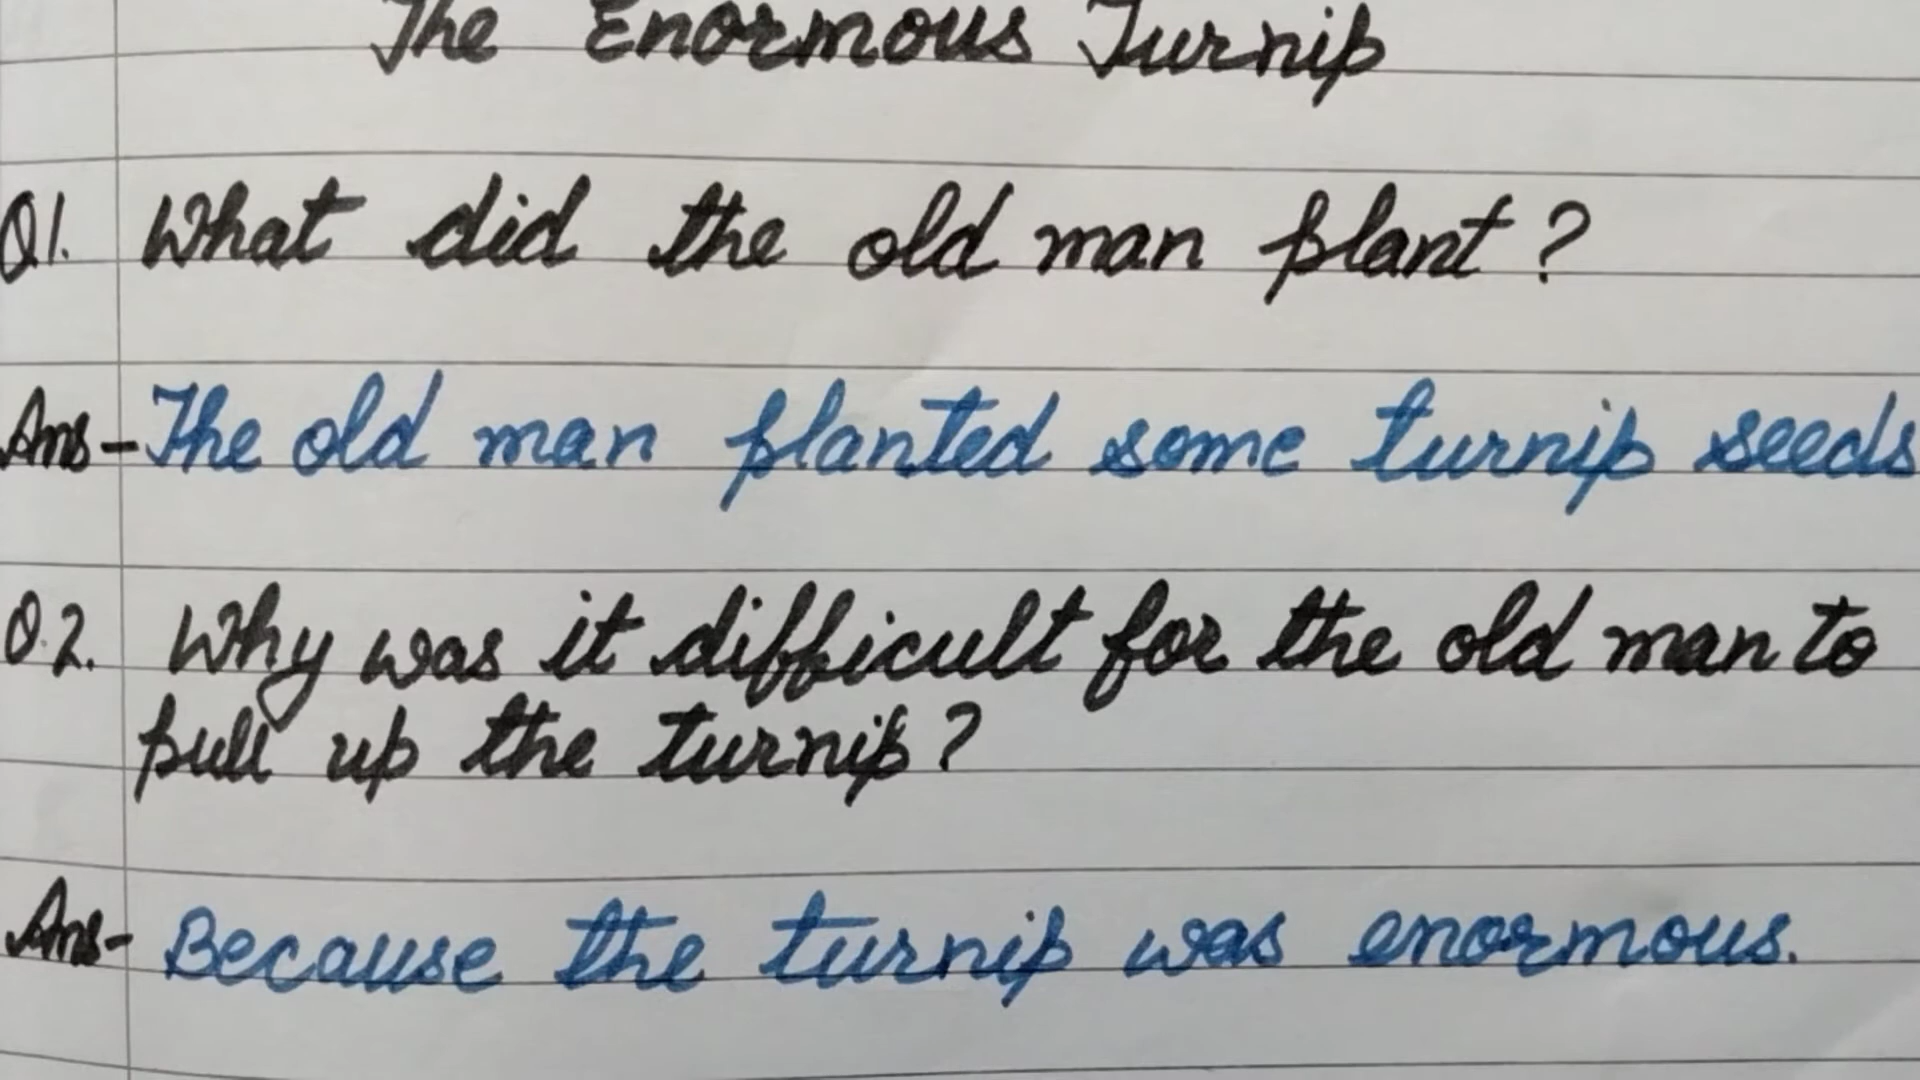 The Enormous Turnip
Q1. What did the old man plant?
Ans- The old man planted some turnip seeds
Q.2. Why was it difficult for the old man to
pull up the turnip?
Ans- Because the turnip was enormous.